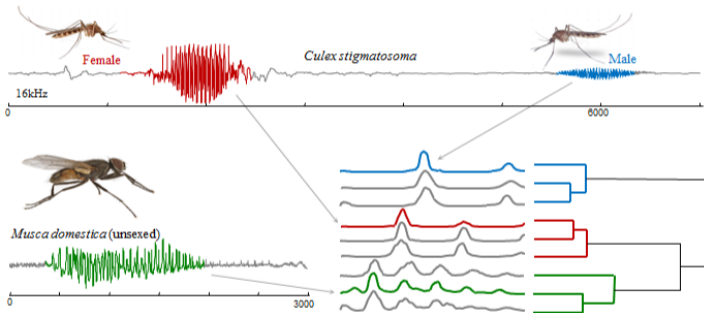 Female
Culex stigmatosoma
Male
16kHz
0
6000
Musca domestica (unsexed)
0
3000